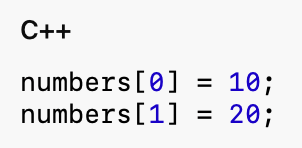 C++
numbers[0] = 10;
numbers[1] = 20;